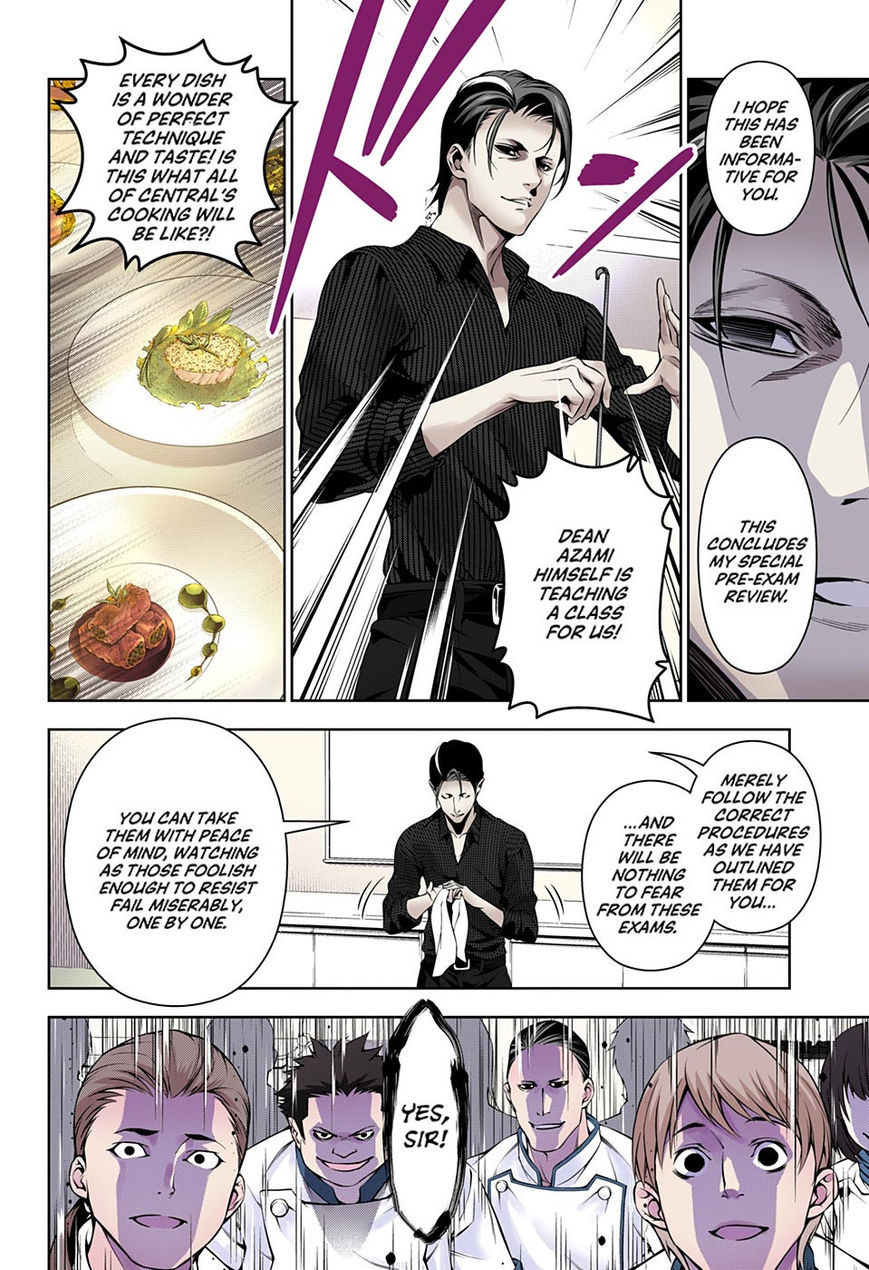 I HOPE
THIS HAS
BEEN
INFORMA-
TIVE FOR
YOU.
THIS
CONCLUDES
MY SPECIAL
PRE-EXAM
REVIEW.
ドーン
DEAN
AZAMI
HIMSELF IS
TEACHING
A CLASS
FOR US!
EVERY DISH
IS A WONDER
OF PERFECT
TECHNIQUE
AND TASTE! IS
THIS WHAT ALL
OF CENTRAL'S
COOKING WILL
BE LIKE?!
MERELY
FOLLOW THE
CORRECT
PROCEDURES
AS WE HAVE
OUTLINED
THEM FOR
YOU...
...AND
THERE
WILL BE
NOTHING
TO FEAR
FROM THESE
EXAMS.
YOU CAN TAKE
THEM WITH PEACE
OF MIND, WATCHING
AS THOSE FOOLISH
ENOUGH TO RESIST
FAIL MISERABLY,
ONE BY ONE.
YES,
SIR!